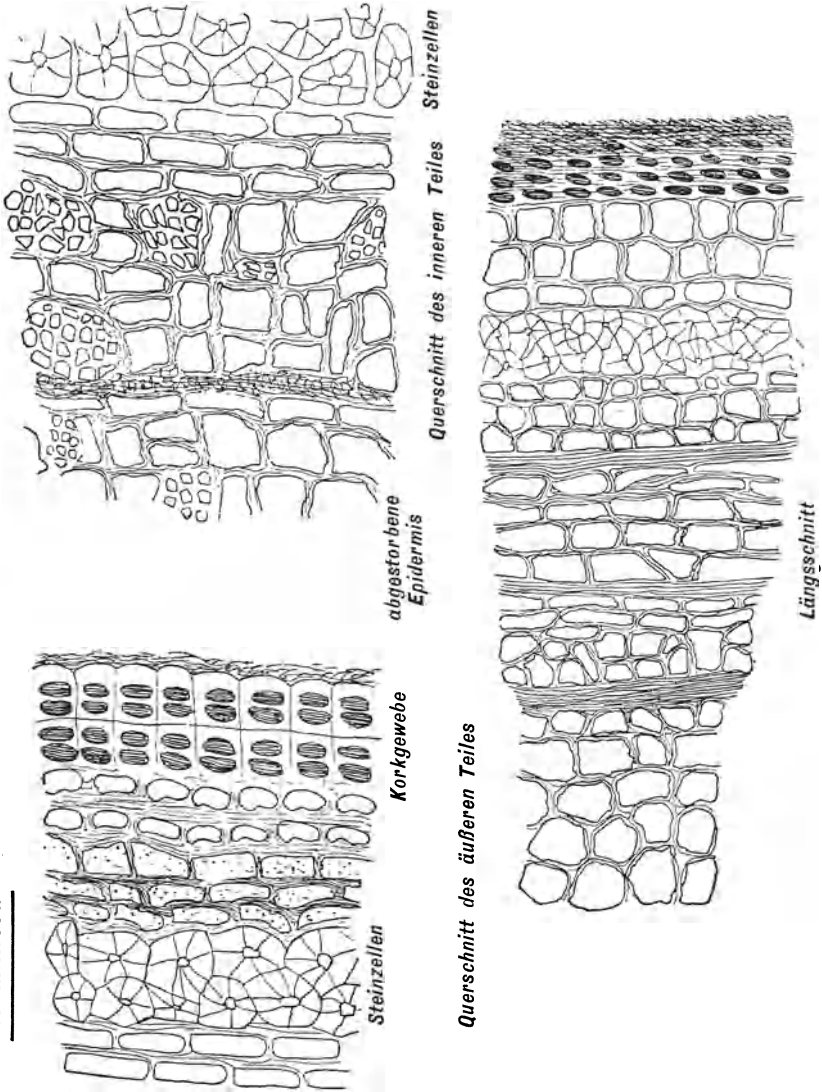 Steinzellen
Querschnitt des inneren Teiles
abgestorbene
Epidermis
Korkgewebe
Steinzellen
Querschnitt des äußeren Teiles
Längsschnitt